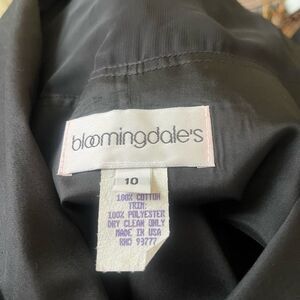 bloomingdale's
10
100% COTTON
TRIM:
100% POLYESTER
DRY CLEAN ONLY
MADE IN USA
RN○ 93777